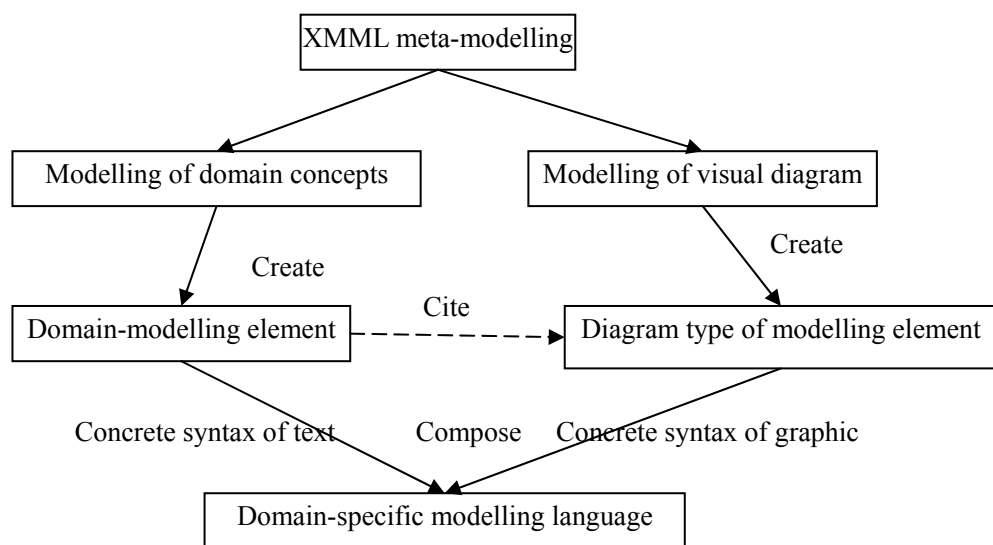 XMML meta-modelling
Modelling of domain concepts
Modelling of visual diagram
Create
Create
Cite
Domain-modelling element
Diagram type of modelling element
Concrete syntax of text
Compose
Concrete syntax of graphic
Domain-specific modelling language